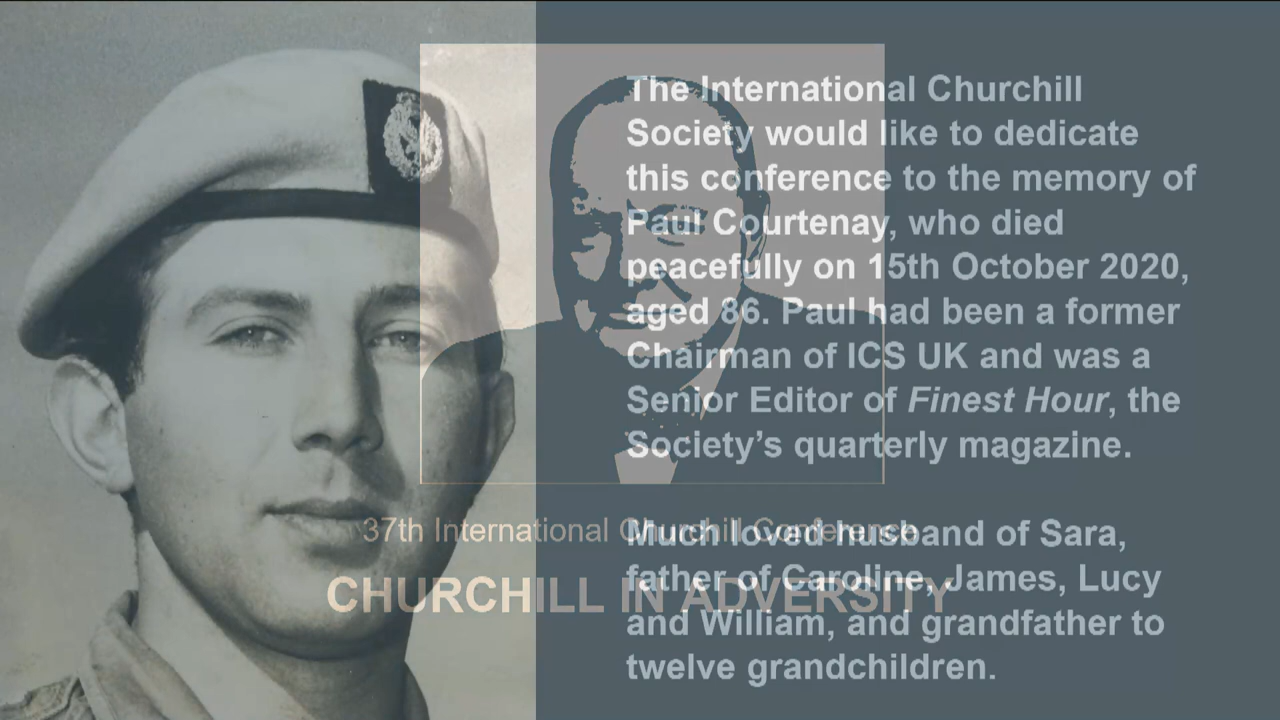 The International Churchill
Society would like to dedicate
this conference to the memory of
Paul Courtenay, who died
peacefully on 15th October 2020,
aged 86. Paul had been a former
Chairman of ICS UK and was a
Senior Editor of Finest Hour, the
Society’s quarterly magazine.
Much loved husband of Sara,
father of Caroline, James, Lucy
and William, and grandfather to
twelve grandchildren.
37th International Churchill Conference
CHURCHILL IN ADVERSITY